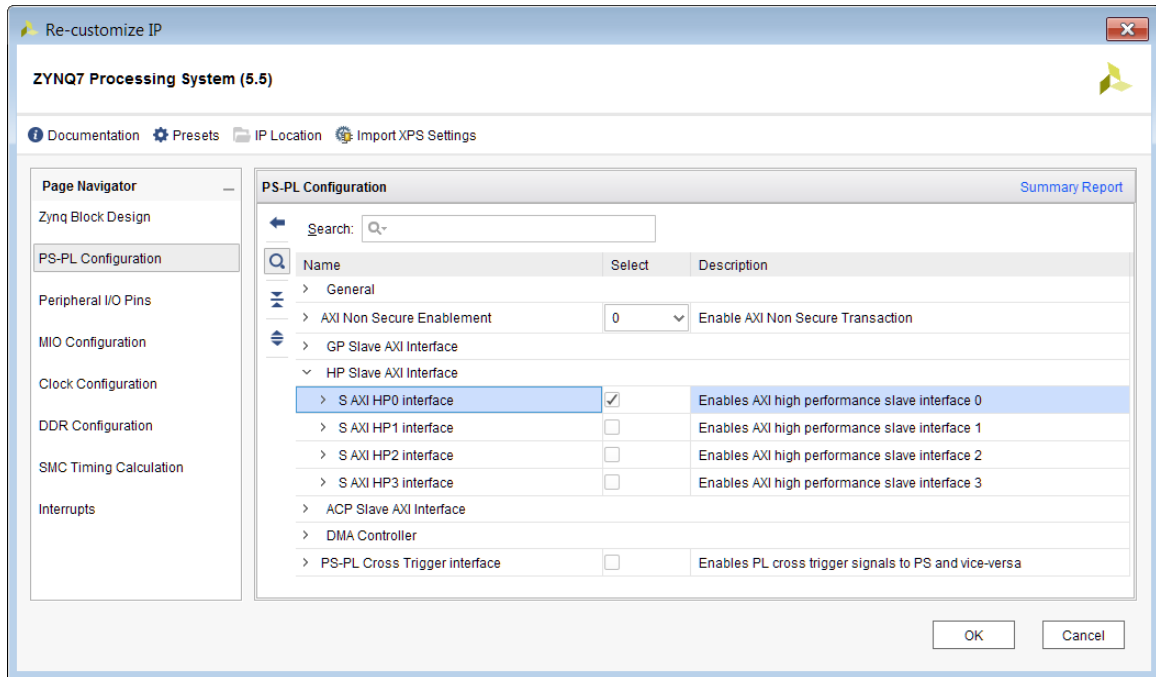 Re-customize IP
ZYNQ7 Processing System (5.5)
Documentation Presets IP Location Import XPS Settings
Page Navigator
Zynq Block Design
PS-PL Configuration
Peripheral I/O Pins
MIO Configuration
Clock Configuration
DDR Configuration
SMC Timing Calculation
Interrupts
PS-PL Configuration Summary Report
Search:
Name Select Description
General
AXI Non Secure Enablement 0 Enable AXI Non Secure Transaction
GP Slave AXI Interface
HP Slave AXI Interface
S AXI HP0 interface Enables AXI high performance slave interface 0
S AXI HP1 interface Enables AXI high performance slave interface 1
S AXI HP2 interface Enables AXI high performance slave interface 2
S AXI HP3 interface Enables AXI high performance slave interface 3
ACP Slave AXI Interface
DMA Controller
PS-PL Cross Trigger interface Enables PL cross trigger signals to PS and vice-versa
OK Cancel